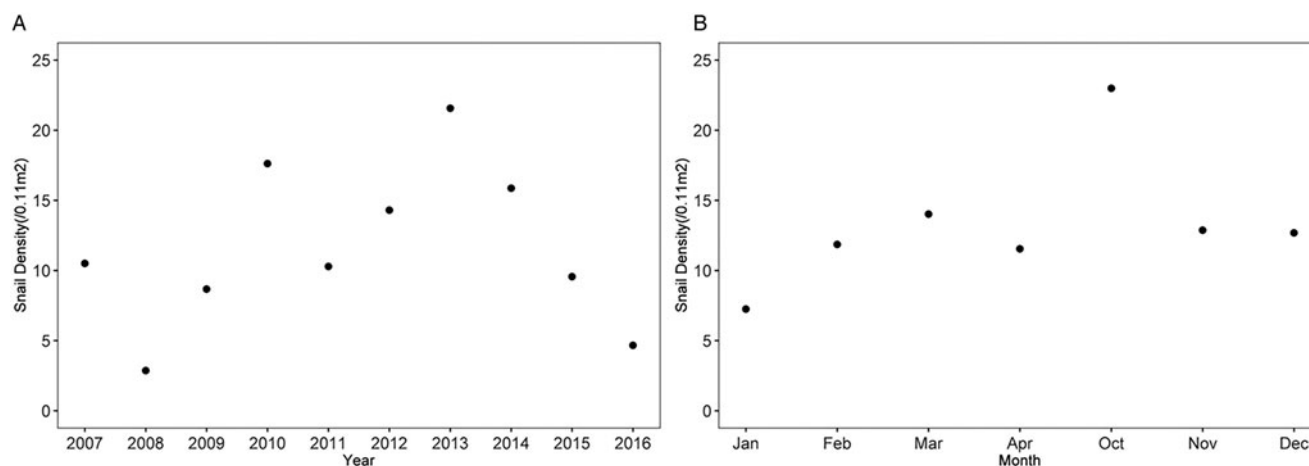 A
25
20
15
10
5
0
Snail Density(/0.11m2)
2007 2008 2009 2010 2011 2012 2013 2014 2015 2016
Year
B
25
20
15
10
5
0
Snail Density(/0.11m2)
Jan Feb Mar Apr Oct Nov Dec
Month